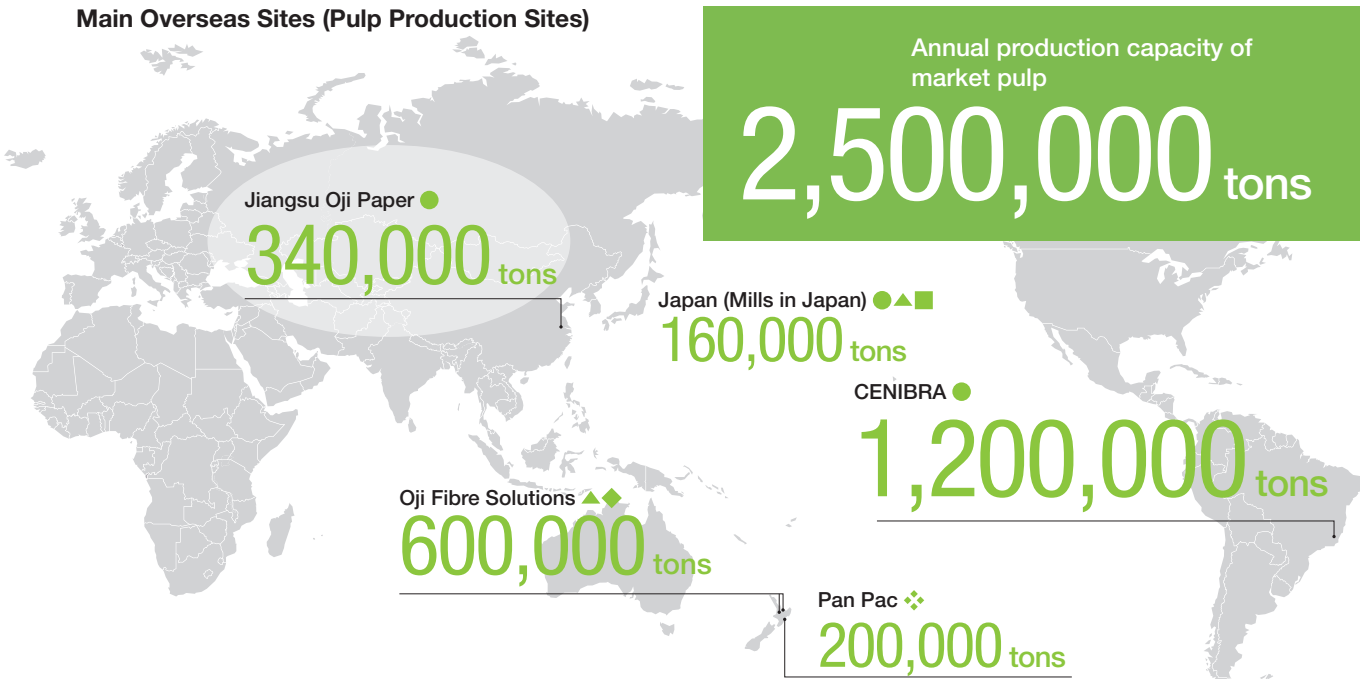 Main Overseas Sites (Pulp Production Sites)
Annual production capacity of
market pulp
2,500,000 tons
Jiangsu Oji Paper
340,000 tons
Japan (Mills in Japan)
160,000 tons
CENIBRA
1,200,000 tons
Oji Fibre Solutions
600,000 tons
Pan Pac
200,000 tons